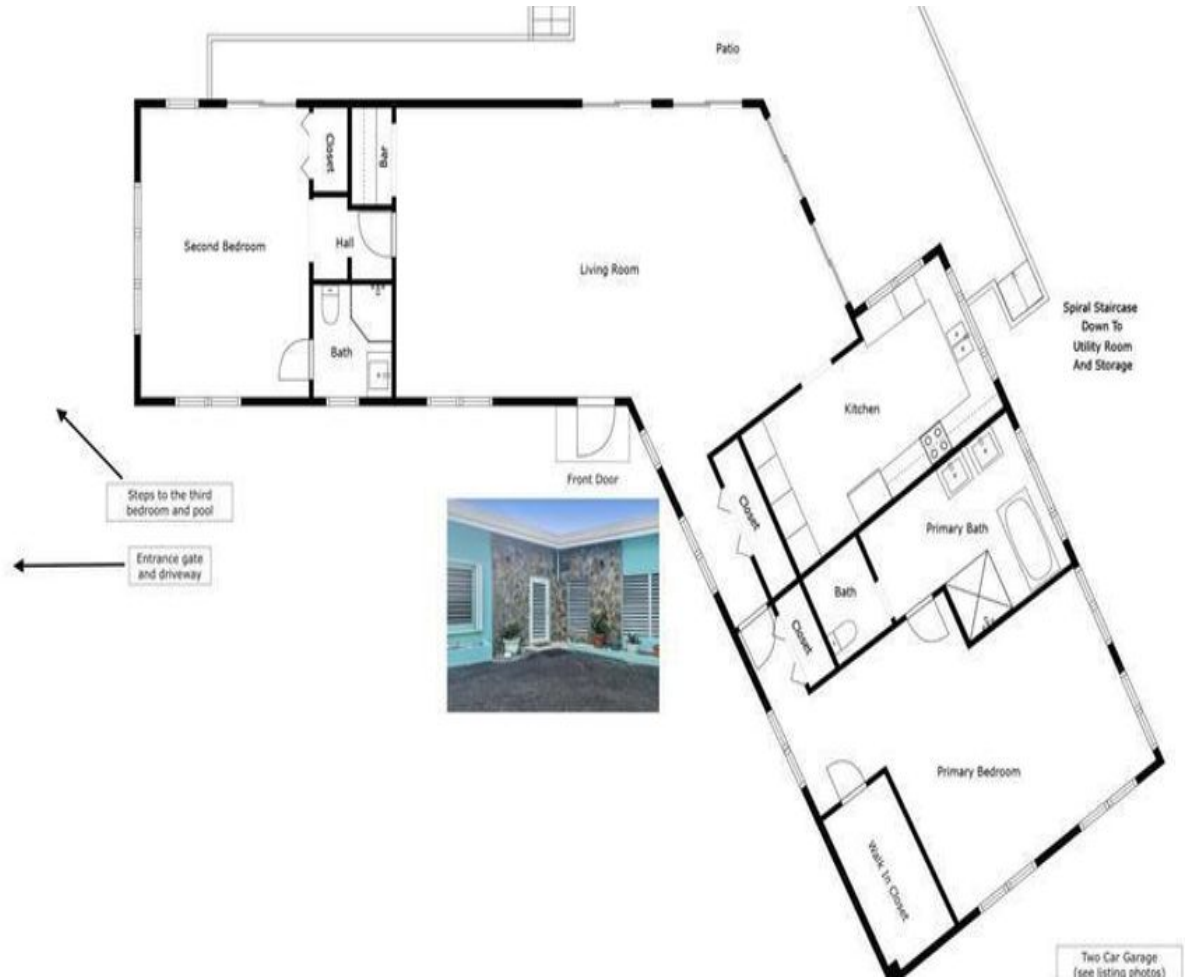 Patio
Closet
Bar
Second Bedroom
Hall
Living Room
Bath
Spiral Staircase
Down To
Utility Room
And Storage
Kitchen
Front Door
Steps to the third
bedroom and pool
Entrance gate
and driveway
Closet
Primary Bath
Bath
Closet
Primary Bedroom
Walk In Closet
Two Car Garage
(see listing photos)